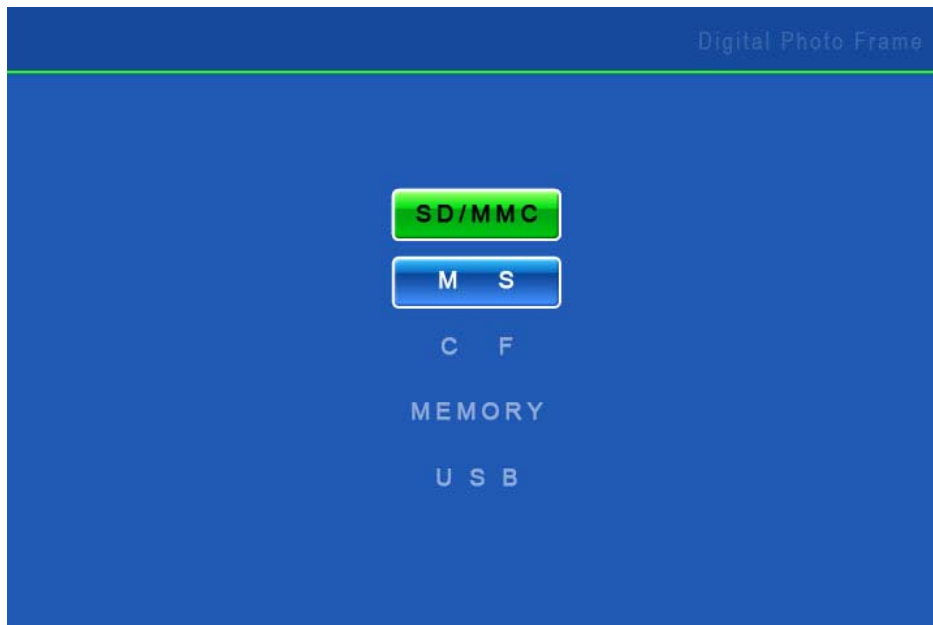 Digital Photo Frame
SD/MMC
M S
C F
MEMORY
U S B